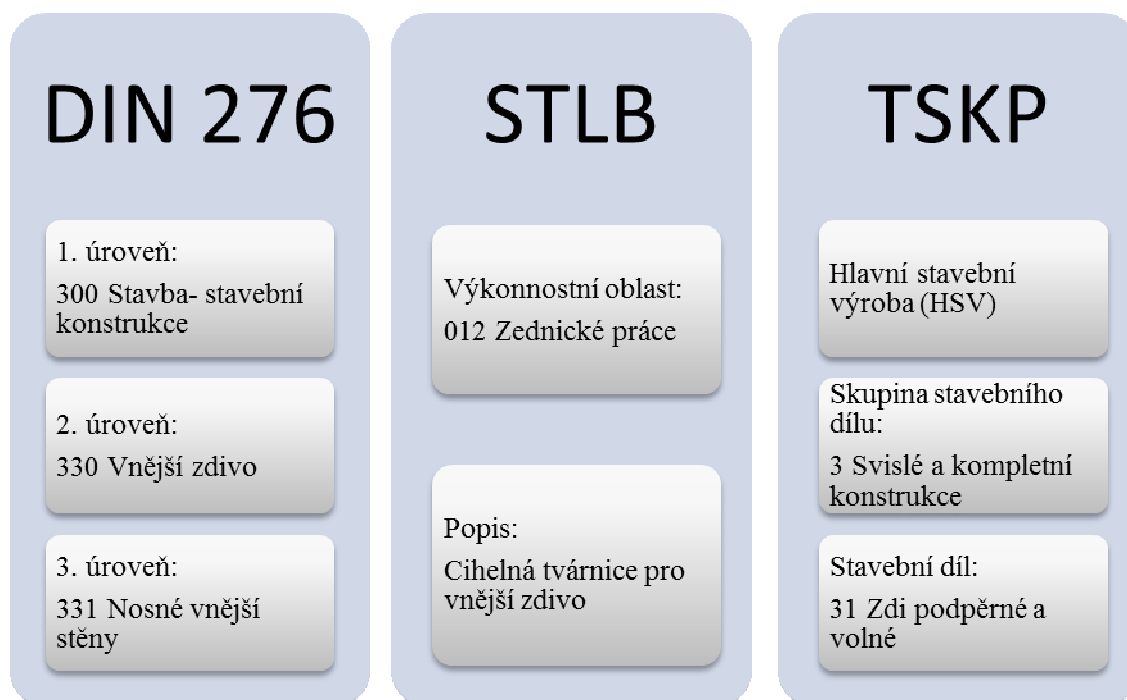 DIN 276
1. úroveň:
300 Stavba- stavební
konstrukce
2. úroveň:
330 Vnější zdivo
3. úroveň:
331 Nosné vnější
stěny
STLB
Výkonnostní oblast:
012 Zednické práce
Popis:
Cihelná tvárnice pro
vnější zdivo
TSKP
Hlavní stavební
výroba (HSV)
Skupina stavebního
dílu:
3 Svislé a kompletní
konstrukce
Stavební díl:
31 Zdi podpěrné a
volné